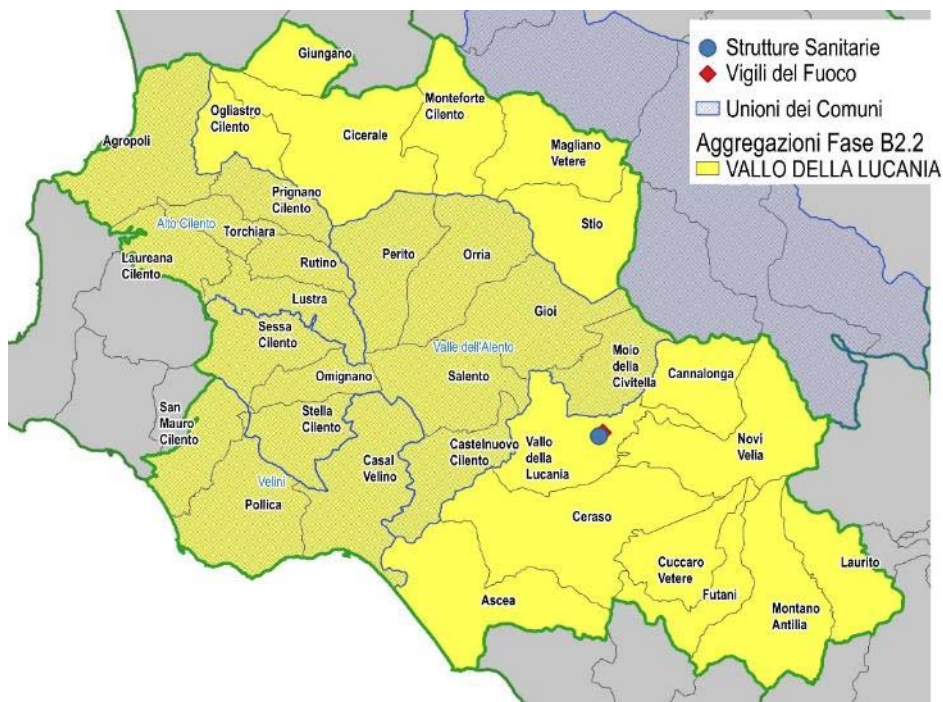 Strutture Sanitarie
Vigili del Fuoco
Unioni dei Comuni
Aggregazioni Fase B2.2
VALLO DELLA LUCANIA
Giungano
Ogliastro
Cilento
Monteforte
Cilento
Cicerale
Agropoli
Magliano
Vetere
Prignano
Cilento
Alto Cilento
Torchiara
Stio
Laureana
Cilento
Rutino
Perito
Orria
Lustra
Gioi
Sessa
Cilento
Valle dell'Alento
Moio
della
Civitella
Cannalonga
Omignano
Salento
San
Mauro
Cilento
Stella
Cilento
Castelnuovo
Cilento
Vallo
della
Lucania
Novi
Velia
Casal
Velino
Velini
Pollica
Ceraso
Cuccaro
Vetere
Futani
Laurito
Ascea
Montano
Antilia